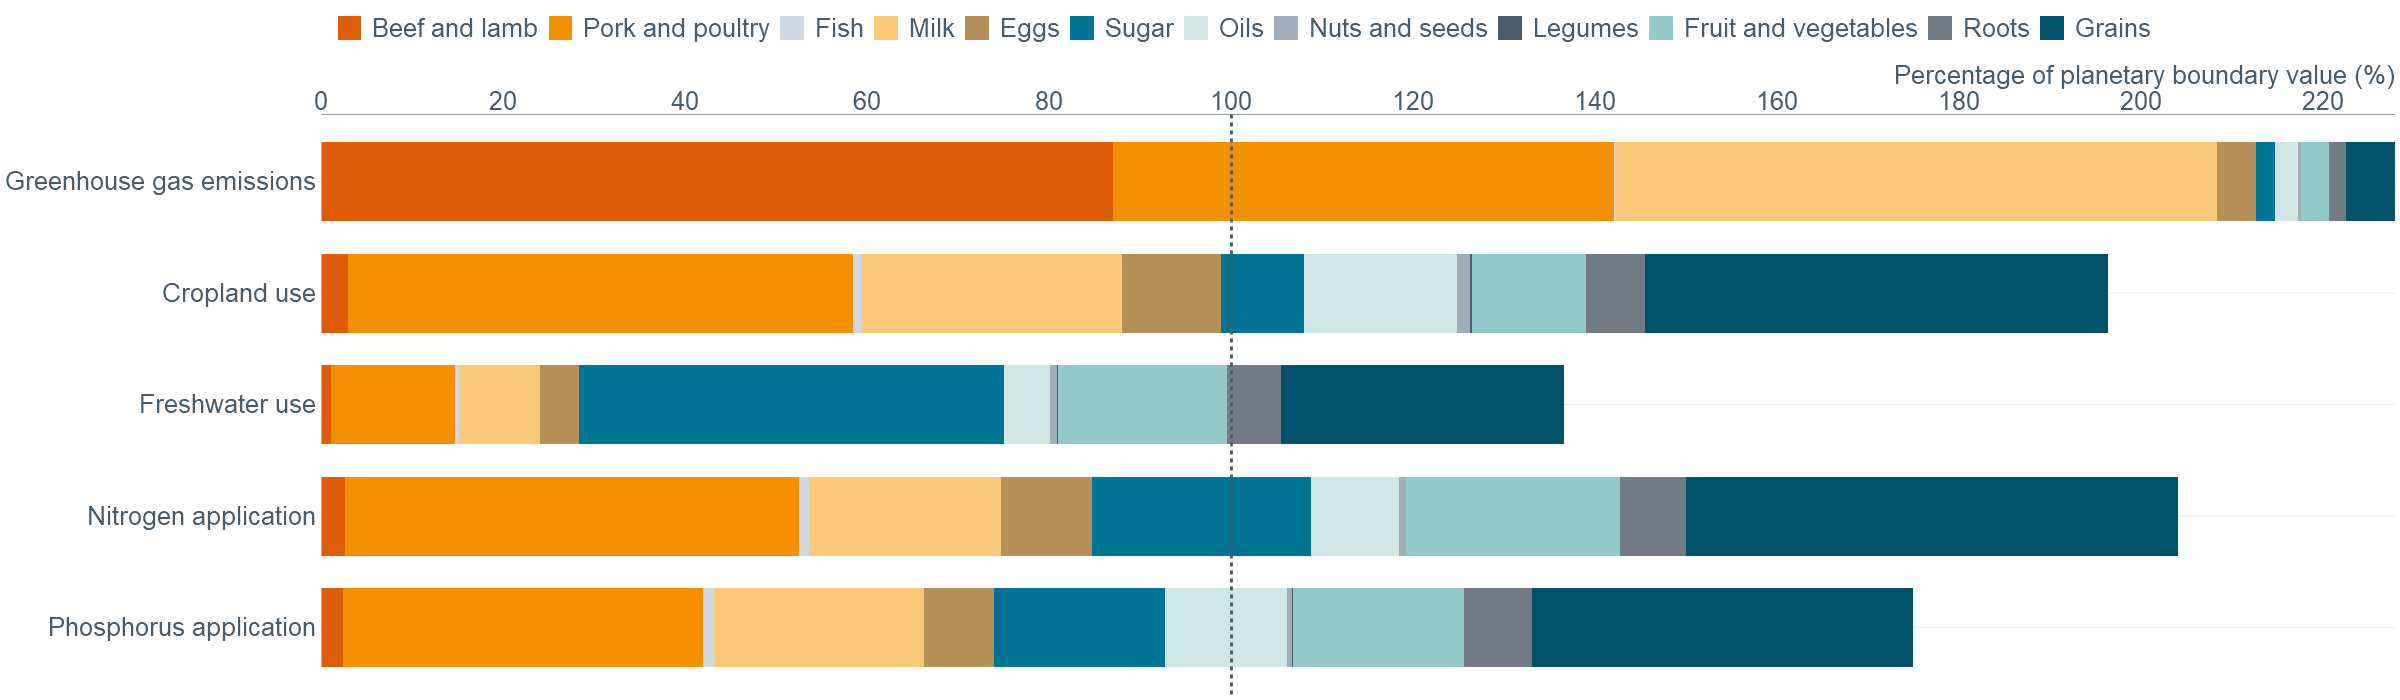 Beef and lamb Pork and poultry Fish Milk Eggs Sugar Oils Nuts and seeds Legumes Fruit and vegetables Roots Grains
Percentage of planetary boundary value (%)
0 20 40 60 80 100 120 140 160 180 200 220
Greenhouse gas emissions
Cropland use
Freshwater use
Nitrogen application
Phosphorus application